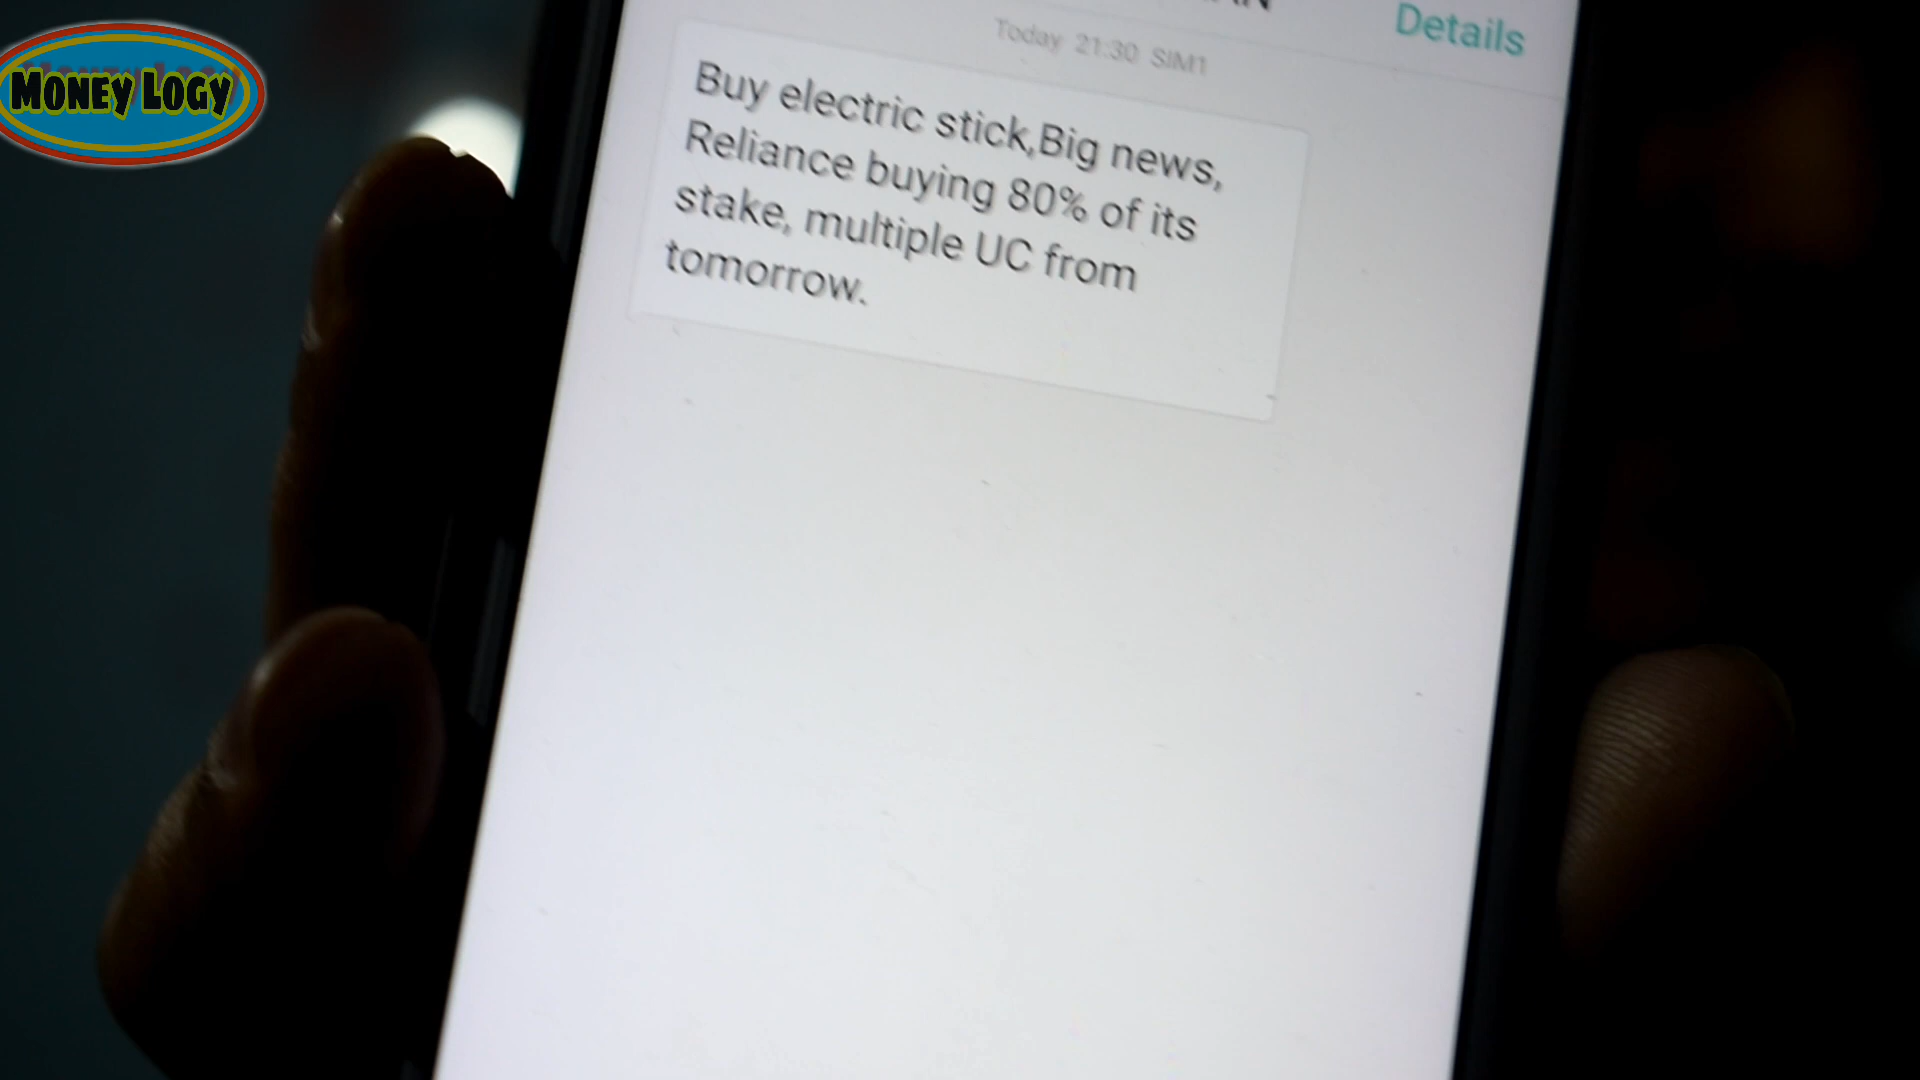 MONEY LOGY
Details
Today 21:30 SIM1
Buy electric stick,Big news,
Reliance buying 80% of its
stake, multiple UC from
tomorrow.